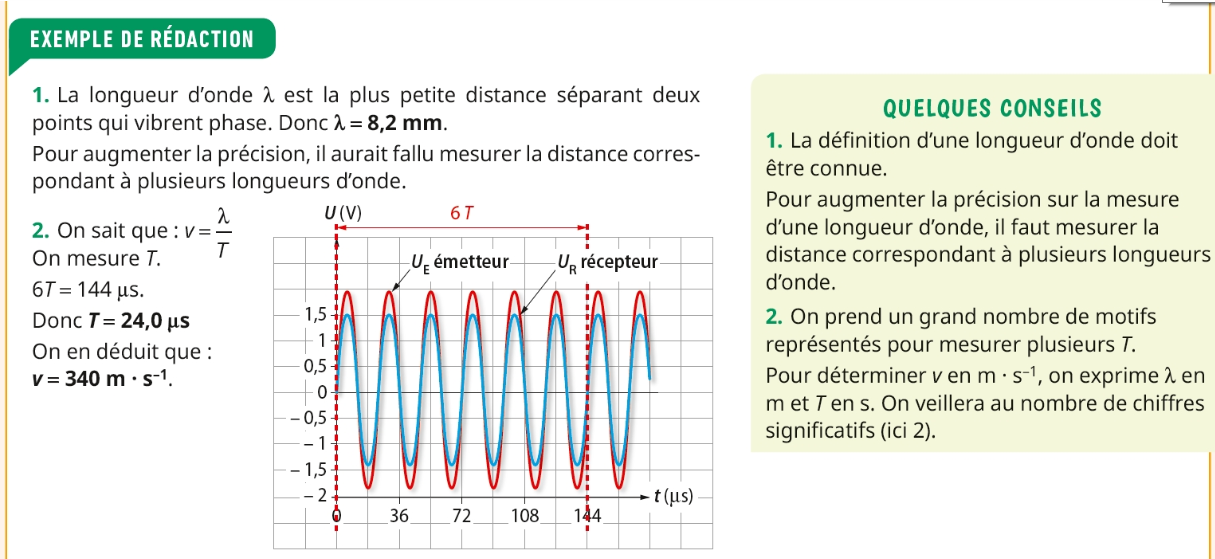 EXEMPLE DE RÉDACTION
1. La longueur d’onde λ est la plus petite distance séparant deux
points qui vibrent phase. Donc λ = 8,2 mm.
Pour augmenter la précision, il aurait fallu mesurer la distance corres-
pondant à plusieurs longueurs d’onde.
2. On sait que : v = λ/T
On mesure T.
6T = 144 μs.
Donc T = 24,0 μs
On en déduit que :
v = 340 m · s⁻¹.
U (V)
6 T
U_E émetteur
U_R récepteur
1,5
1
0,5
0
– 0,5
– 1
– 1,5
– 2
t (μs)
0 36 72 108 144
QUELQUES CONSEILS
1. La définition d’une longueur d’onde doit
être connue.
Pour augmenter la précision sur la mesure
d’une longueur d’onde, il faut mesurer la
distance correspondant à plusieurs longueurs
d’onde.
2. On prend un grand nombre de motifs
représentés pour mesurer plusieurs T.
Pour déterminer v en m · s⁻¹, on exprime λ en
m et T en s. On veillera au nombre de chiffres
significatifs (ici 2).